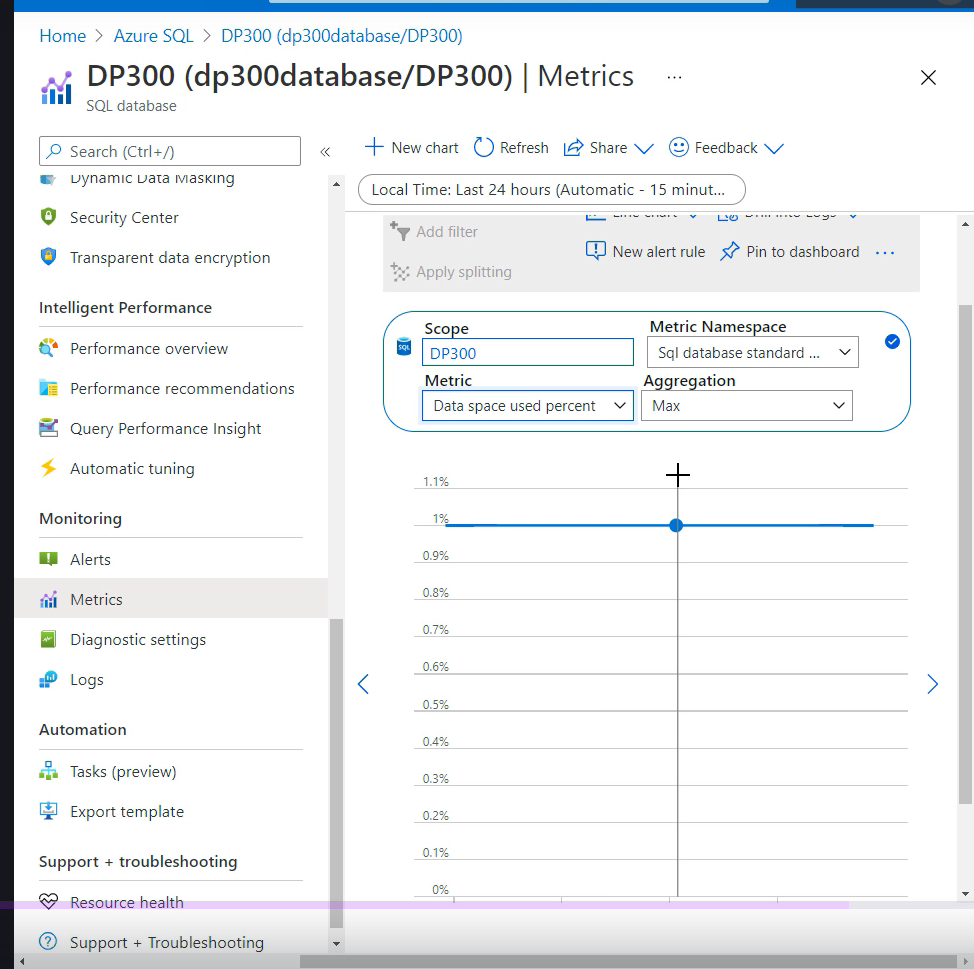 Home > Azure SQL > DP300 (dp300database/DP300)
DP300 (dp300database/DP300) | Metrics ...
SQL database
Search (Ctrl+/)
«
Dynamic Data Masking
Security Center
Transparent data encryption
Intelligent Performance
Performance overview
Performance recommendations
Query Performance Insight
Automatic tuning
Monitoring
Alerts
Metrics
Diagnostic settings
Logs
Automation
Tasks (preview)
Export template
Support + troubleshooting
Resource health
Support + Troubleshooting
New chart Refresh Share Feedback
Local Time: Last 24 hours (Automatic - 15 minut...
Line chart Drill into Logs
Add filter
New alert rule Pin to dashboard ...
Apply splitting
Scope Metric Namespace
SQL DP300 Sql database standard ...
Metric Aggregation
Data space used percent Max
1.1%
1%
0.9%
0.8%
0.7%
0.6%
0.5%
0.4%
0.3%
0.2%
0.1%
0%